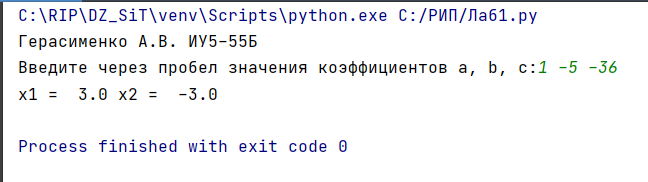 C:\RIP\DZ_SiT\venv\Scripts\python.exe C:/РИП/Лаб1.py
Герасименко А.В. ИУ5-55Б
Введите через пробел значения коэффициентов a, b, c:1 -5 -36
x1 =  3.0 x2 =  -3.0
Process finished with exit code 0